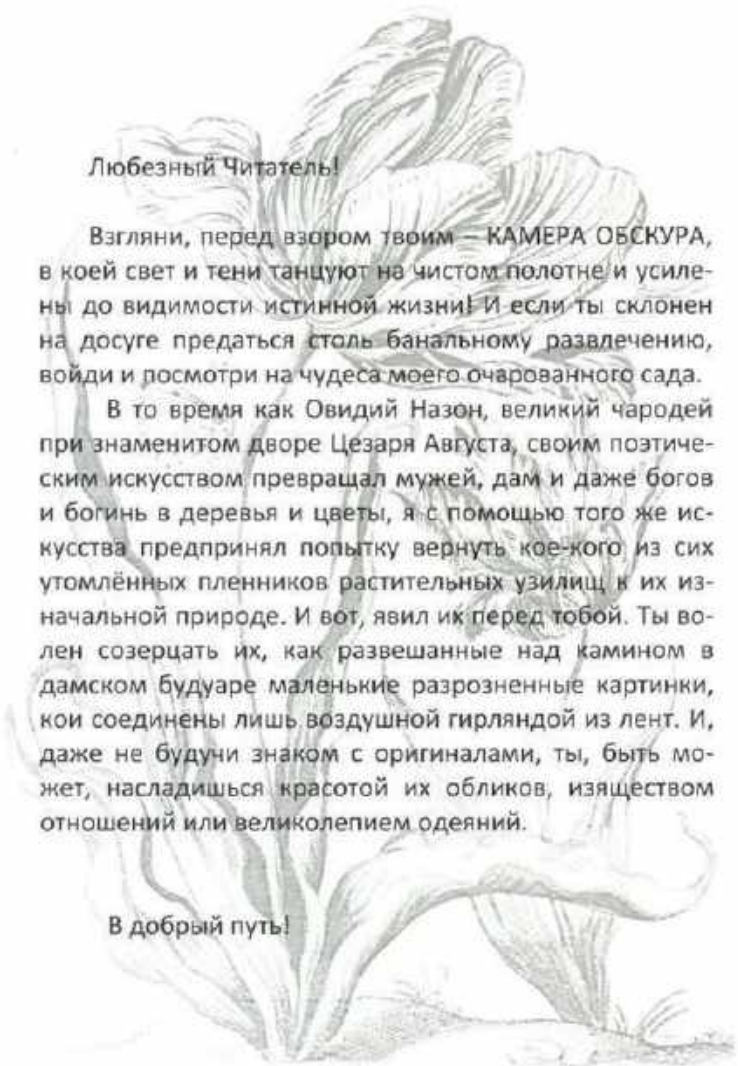 Любезный Читатель!
Взгляни, перед взором твоим – КАМЕРА ОБСКУРА,
в коей свет и тени танцуют на чистом полотне и усиле-
ны до видимости истинной жизни! И если ты склонен
на досуге предаться столь банальному развлечению,
войди и посмотри на чудеса моего очарованного сада.
В то время как Овидий Назон, великий чародей
при знаменитом дворе Цезаря Августа, своим поэтиче-
ским искусством превращал мужей, дам и даже богов
и богинь в деревья и цветы, я с помощью того же ис-
кусства предпринял попытку вернуть кое-кого из сих
утомлённых пленников растительных узилищ к их из-
начальной природе. И вот, явил их перед тобой. Ты во-
лен созерцать их, как развешанные над камином в
дамском будуаре маленькие разрозненные картинки,
кои соединены лишь воздушной гирляндой из лент. И,
даже не будучи знаком с оригиналами, ты, быть мо-
жет, насладишься красотой их обликов, изяществом
отношений или великолепием одеяний.
В добрый путь!